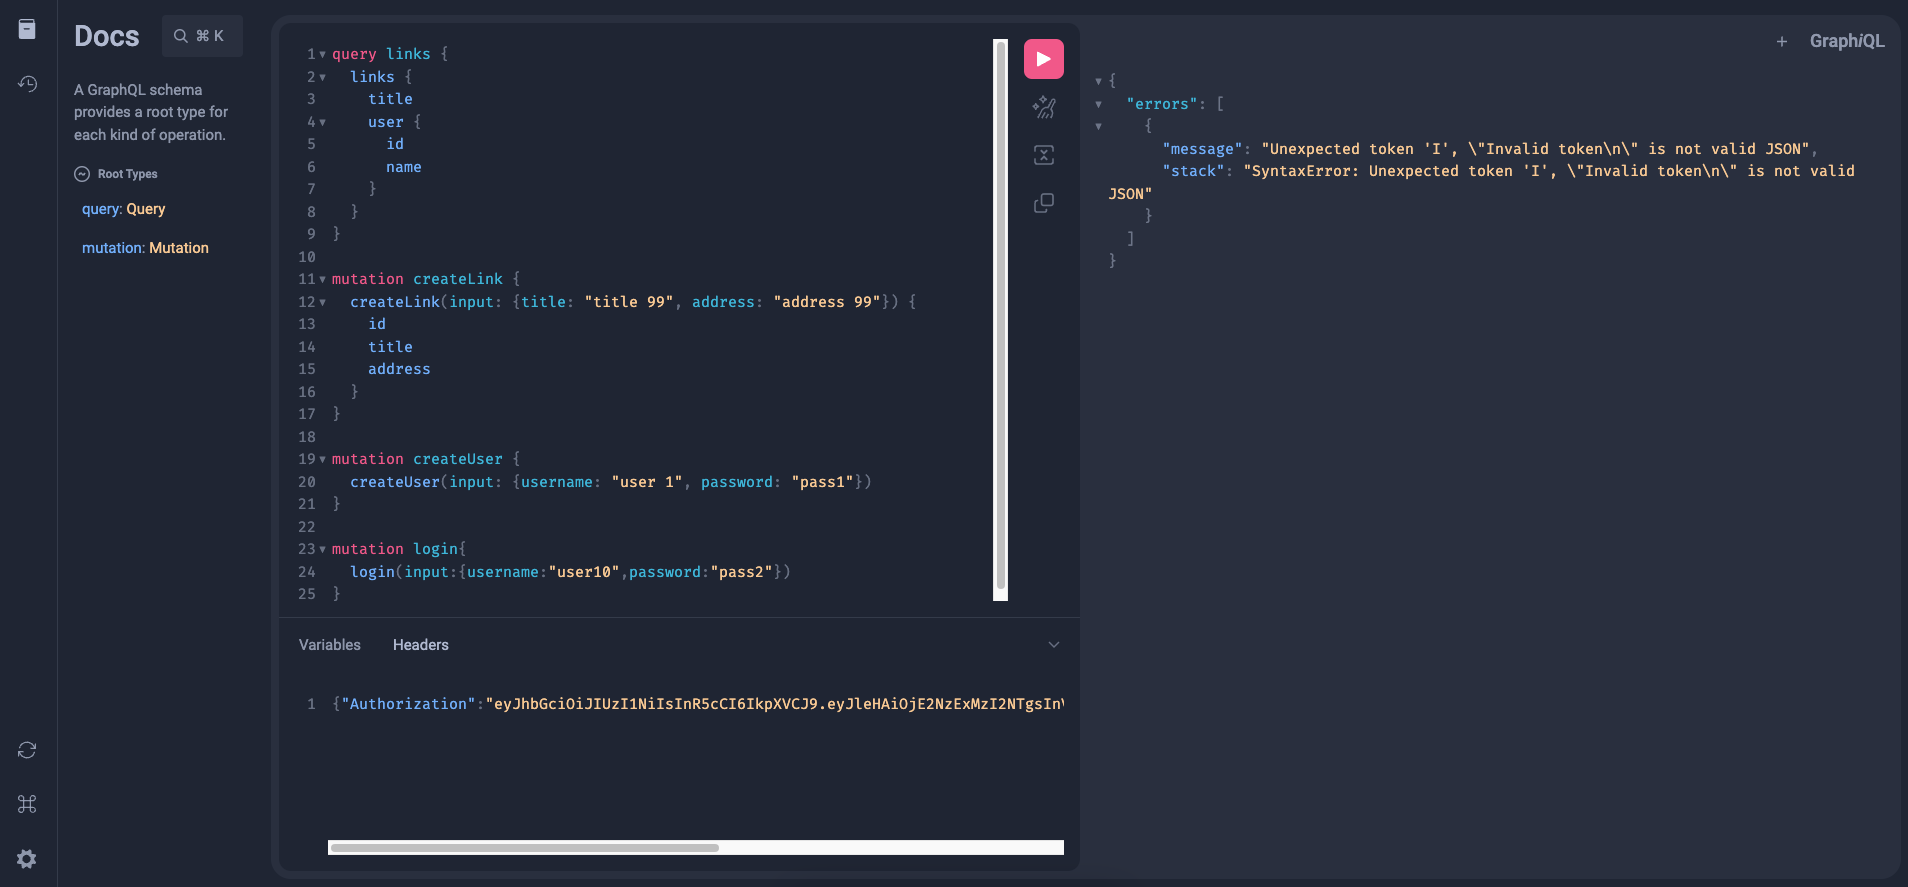 Docs
⌘ K
A GraphQL schema
provides a root type for
each kind of operation.
Root Types
query: Query
mutation: Mutation
1 query links {
2 links {
3 title
4 user {
5 id
6 name
7 }
8 }
9 }
10
11 mutation createLink {
12 createLink(input: {title: "title 99", address: "address 99"}) {
13 id
14 title
15 address
16 }
17 }
18
19 mutation createUser {
20 createUser(input: {username: "user 1", password: "pass1"})
21 }
22
23 mutation login{
24 login(input:{username:"user10",password:"pass2"})
25 }
Variables Headers
1 {"Authorization":"eyJhbGciOiJIUzI1NiIsInR5cCI6IkpXVCJ9.eyJleHAiOjE2NzExMzI2NTgsIn
+ GraphiQL
{
"errors": [
{
"message": "Unexpected token 'I', \"Invalid token\n\" is not valid JSON",
"stack": "SyntaxError: Unexpected token 'I', \"Invalid token\n\" is not valid
JSON"
}
]
}